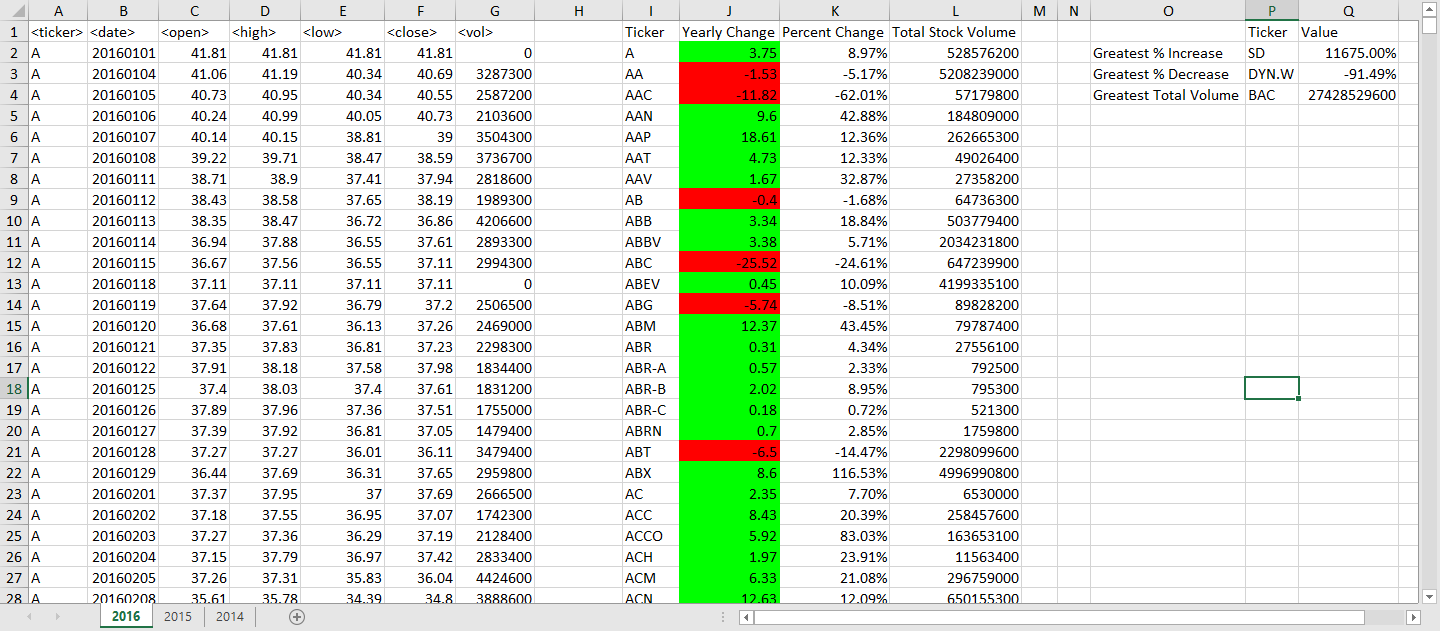 A B C D E F G H I J K L M N O P Q
1 <ticker> <date> <open> <high> <low> <close> <vol> Ticker Yearly Change Percent Change Total Stock Volume Ticker Value
2 A 20160101 41.81 41.81 41.81 41.81 0 A 3.75 8.97% 528576200 Greatest % Increase SD 11675.00%
3 A 20160104 41.06 41.19 40.34 40.69 3287300 AA -1.53 -5.17% 5208239000 Greatest % Decrease DYN.W -91.49%
4 A 20160105 40.73 40.95 40.34 40.55 2587200 AAC -11.82 -62.01% 57179800 Greatest Total Volume BAC 27428529600
5 A 20160106 40.24 40.99 40.05 40.73 2103600 AAN 9.6 42.88% 184809000
6 A 20160107 40.14 40.15 38.81 39 3504300 AAP 18.61 12.36% 262665300
7 A 20160108 39.22 39.71 38.47 38.59 3736700 AAT 4.73 12.33% 49026400
8 A 20160111 38.71 38.9 37.41 37.94 2818600 AAV 1.67 32.87% 27358200
9 A 20160112 38.43 38.58 37.65 38.19 1989300 AB -0.4 -1.68% 64736300
10 A 20160113 38.35 38.47 36.72 36.86 4206600 ABB 3.34 18.84% 503779400
11 A 20160114 36.94 37.88 36.55 37.61 2893300 ABBV 3.38 5.71% 2034231800
12 A 20160115 36.67 37.56 36.55 37.11 2994300 ABC -25.52 -24.61% 647239900
13 A 20160118 37.11 37.11 37.11 37.11 0 ABEV 0.45 10.09% 4199335100
14 A 20160119 37.64 37.92 36.79 37.2 2506500 ABG -5.74 -8.51% 89828200
15 A 20160120 36.68 37.61 36.13 37.26 2469000 ABM 12.37 43.45% 79787400
16 A 20160121 37.35 37.83 36.81 37.23 2298300 ABR 0.31 4.34% 27556100
17 A 20160122 37.91 38.18 37.58 37.98 1834400 ABR-A 0.57 2.33% 792500
18 A 20160125 37.4 38.03 37.4 37.61 1831200 ABR-B 2.02 8.95% 795300
19 A 20160126 37.89 37.96 37.36 37.51 1755000 ABR-C 0.18 0.72% 521300
20 A 20160127 37.39 37.92 36.81 37.05 1479400 ABRN 0.7 2.85% 1759800
21 A 20160128 37.27 37.27 36.01 36.11 3479400 ABT -6.5 -14.47% 2298099600
22 A 20160129 36.44 37.69 36.31 37.65 2959800 ABX 8.6 116.53% 4996990800
23 A 20160201 37.37 37.95 37 37.69 2666500 AC 2.35 7.70% 6530000
24 A 20160202 37.18 37.55 36.95 37.07 1742300 ACC 8.43 20.39% 258457600
25 A 20160203 37.27 37.36 36.29 37.19 2128400 ACCO 5.92 83.03% 163653100
26 A 20160204 37.15 37.79 36.97 37.42 2833400 ACH 1.97 23.91% 11563400
27 A 20160205 37.26 37.31 35.83 36.04 4424600 ACM 6.33 21.08% 296759000
28 A 20160208 35.61 35.78 34.39 34.8 3888600 ACN 12.63 12.09% 650155300
2016 2015 2014